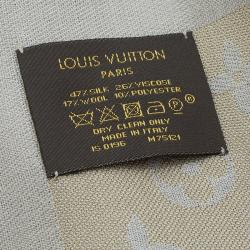 LOUIS VUITTON
PARIS
47% SILK 26% VISCOSE
17% WOOL 10% POLYESTER
P
DRY CLEAN ONLY
MADE IN ITALY
IS 0196 M75121